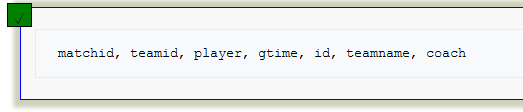 ✓
matchid, teamid, player, gtime, id, teamname, coach